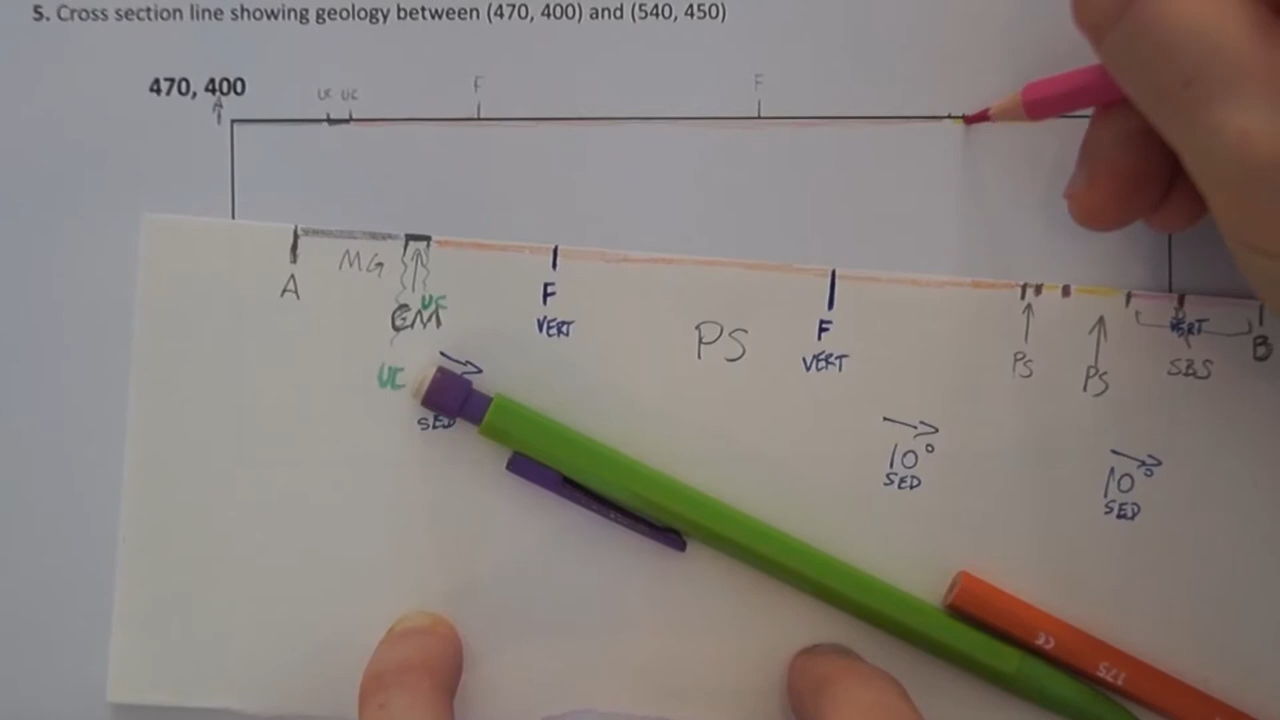 5. Cross section line showing geology between (470, 400) and (540, 450)
470, 400
A
UC UC F F
A MG UC F VERT PS F VERT PS PS VERT SBS B
UC
SED
10°
SED
10°
SED